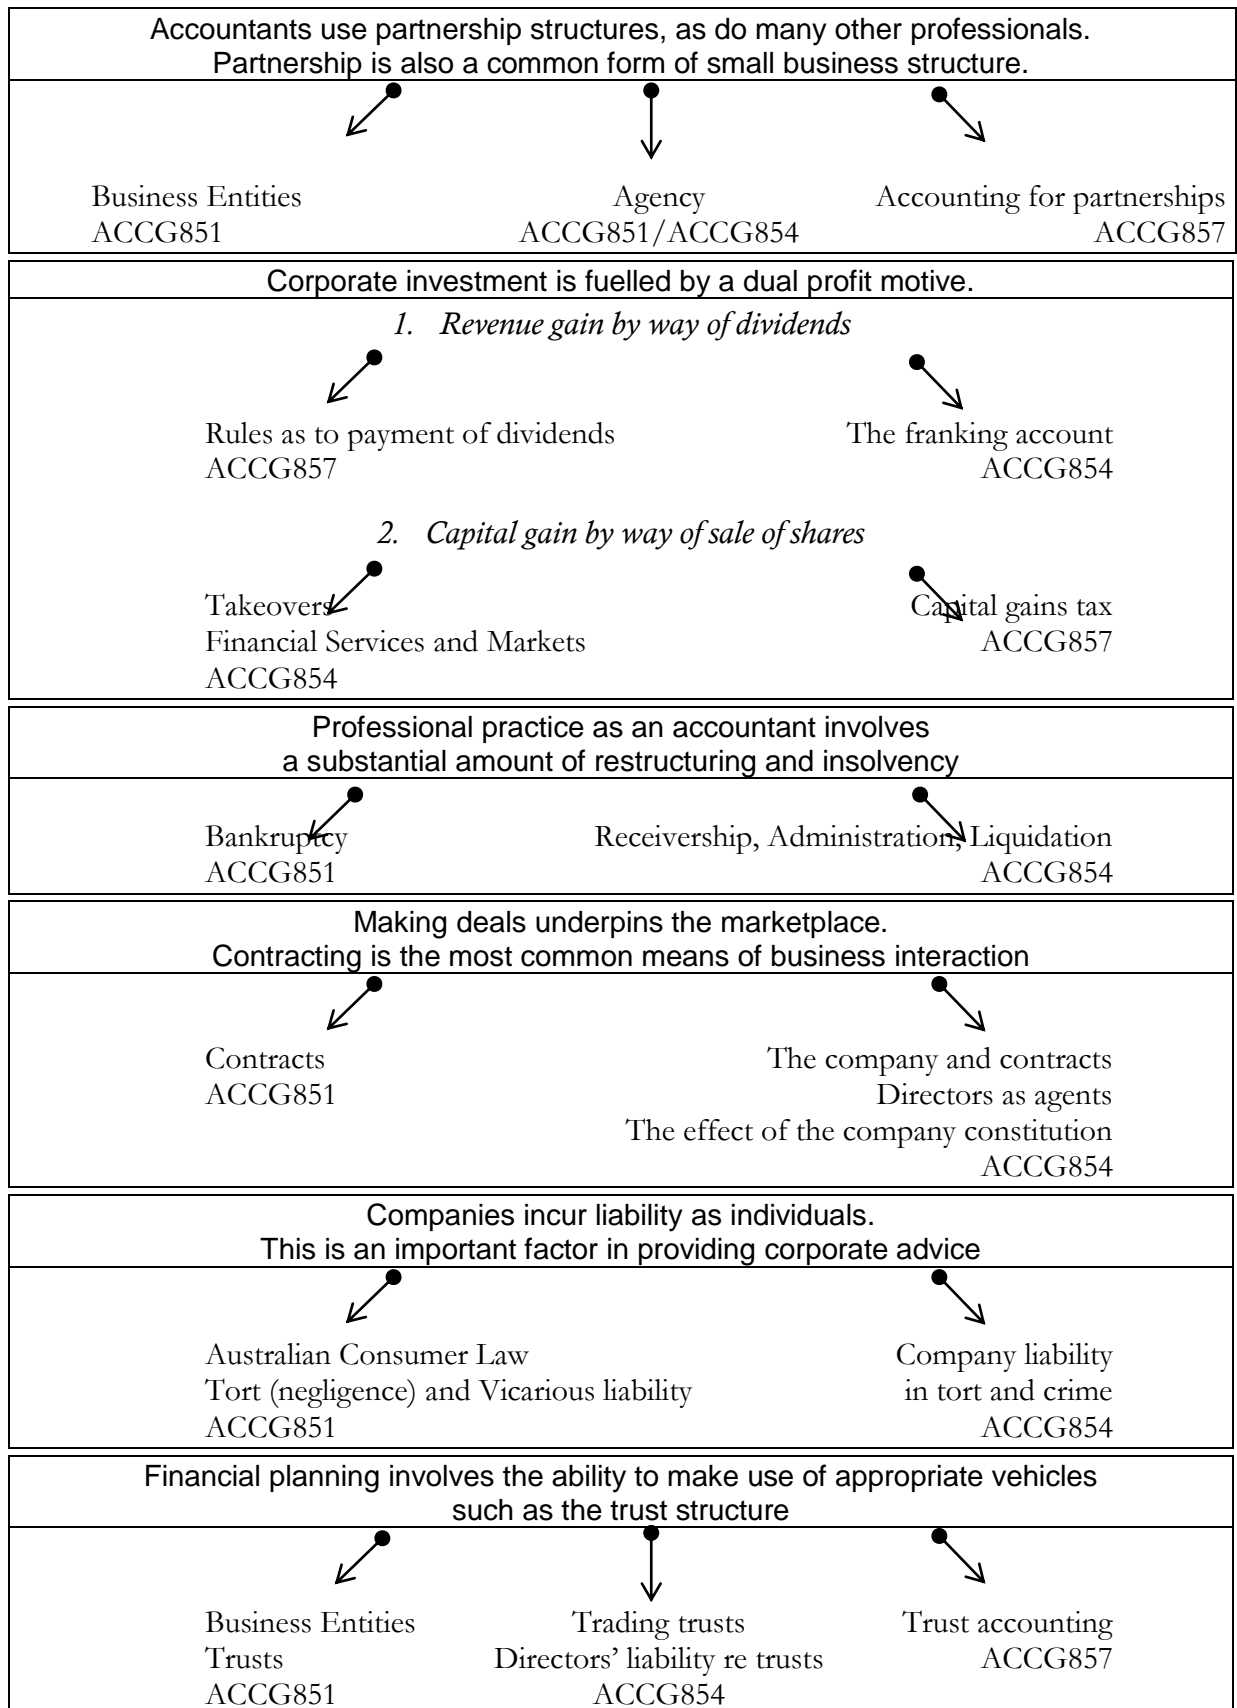 Accountants use partnership structures, as do many other professionals.
Partnership is also a common form of small business structure.
Business Entities
ACCG851
Agency
ACCG851/ACCG854
Accounting for partnerships
ACCG857
Corporate investment is fuelled by a dual profit motive.
1. Revenue gain by way of dividends
Rules as to payment of dividends
ACCG857
The franking account
ACCG854
2. Capital gain by way of sale of shares
Takeovers
Financial Services and Markets
ACCG854
Capital gains tax
ACCG857
Professional practice as an accountant involves
a substantial amount of restructuring and insolvency
Bankruptcy
ACCG851
Receivership, Administration, Liquidation
ACCG854
Making deals underpins the marketplace.
Contracting is the most common means of business interaction
Contracts
ACCG851
The company and contracts
Directors as agents
The effect of the company constitution
ACCG854
Companies incur liability as individuals.
This is an important factor in providing corporate advice
Australian Consumer Law
Tort (negligence) and Vicarious liability
ACCG851
Company liability
in tort and crime
ACCG854
Financial planning involves the ability to make use of appropriate vehicles
such as the trust structure
Business Entities
Trusts
ACCG851
Trading trusts
Directors’ liability re trusts
ACCG854
Trust accounting
ACCG857